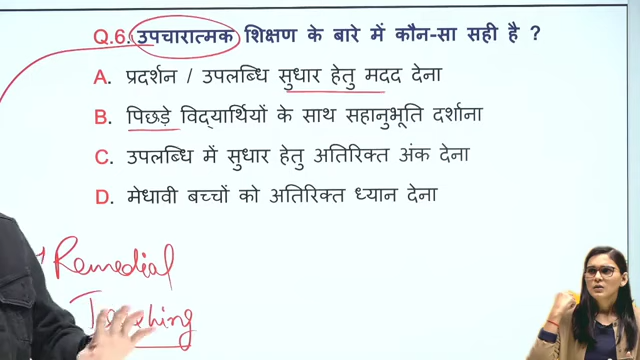 Q.6. उपचारात्मक शिक्षण के बारे में कौन-सा सही है ?
A. प्रदर्शन / उपलब्धि सुधार हेतु मदद देना
B. पिछड़े विद्यार्थियों के साथ सहानुभूति दर्शाना
C. उपलब्धि में सुधार हेतु अतिरिक्त अंक देना
D. मेधावी बच्चों को अतिरिक्त ध्यान देना
Remedial
Teaching